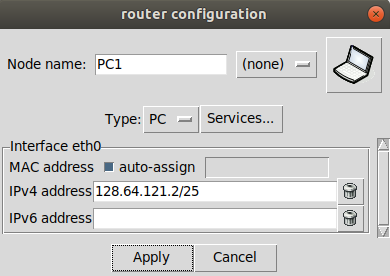 router configuration
Node name: PC1 (none)
Type: PC Services...
Interface eth0
MAC address auto-assign
IPv4 address 128.64.121.2/25
IPv6 address
Apply Cancel